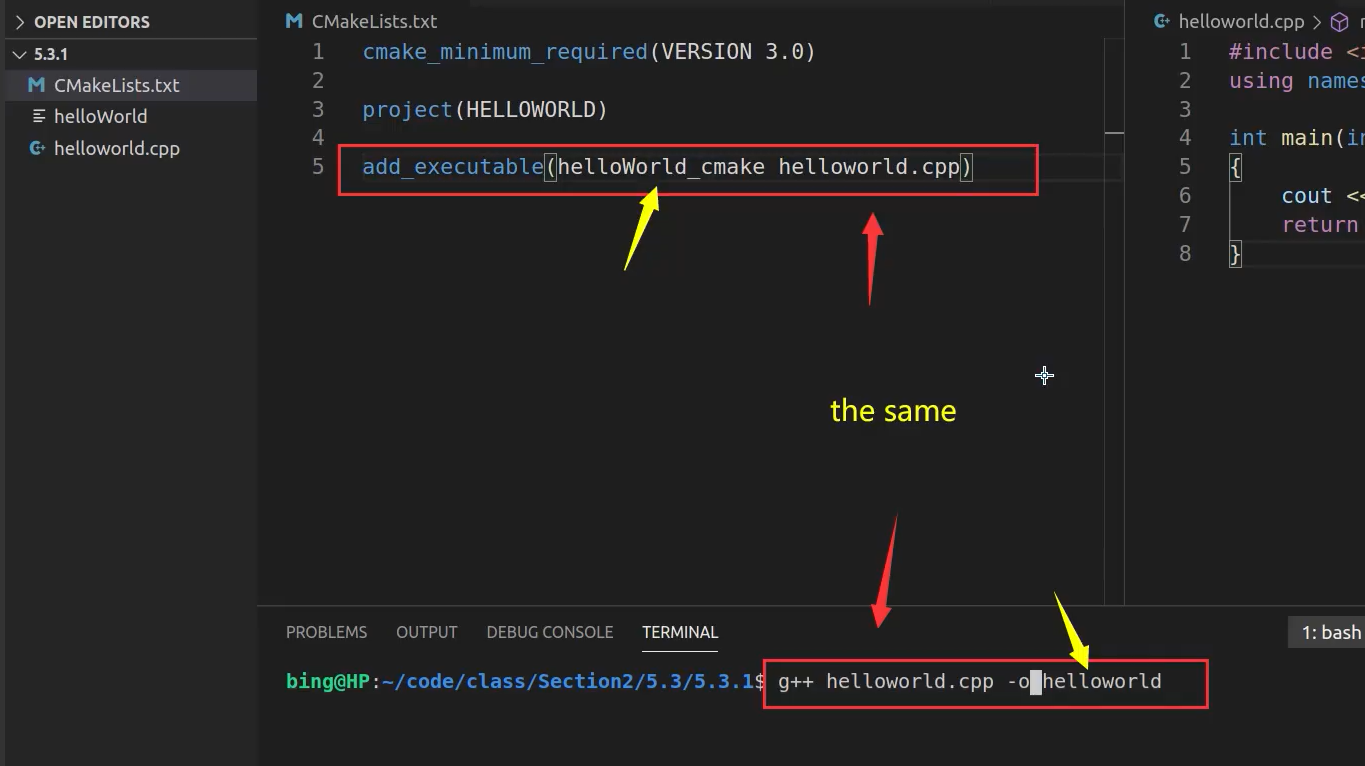 OPEN EDITORS
5.3.1
CMakeLists.txt
helloWorld
helloworld.cpp
CMakeLists.txt
1 cmake_minimum_required(VERSION 3.0)
2
3 project(HELLOWORLD)
4
5 add_executable(helloWorld_cmake helloworld.cpp)
helloworld.cpp
1 #include
2 using
3
4 int main(
5 {
6 cout <<
7 return
8 }
the same
PROBLEMS OUTPUT DEBUG CONSOLE TERMINAL 1: bash
bing@HP:~/code/class/Section2/5.3/5.3.1$ g++ helloworld.cpp -o helloworld